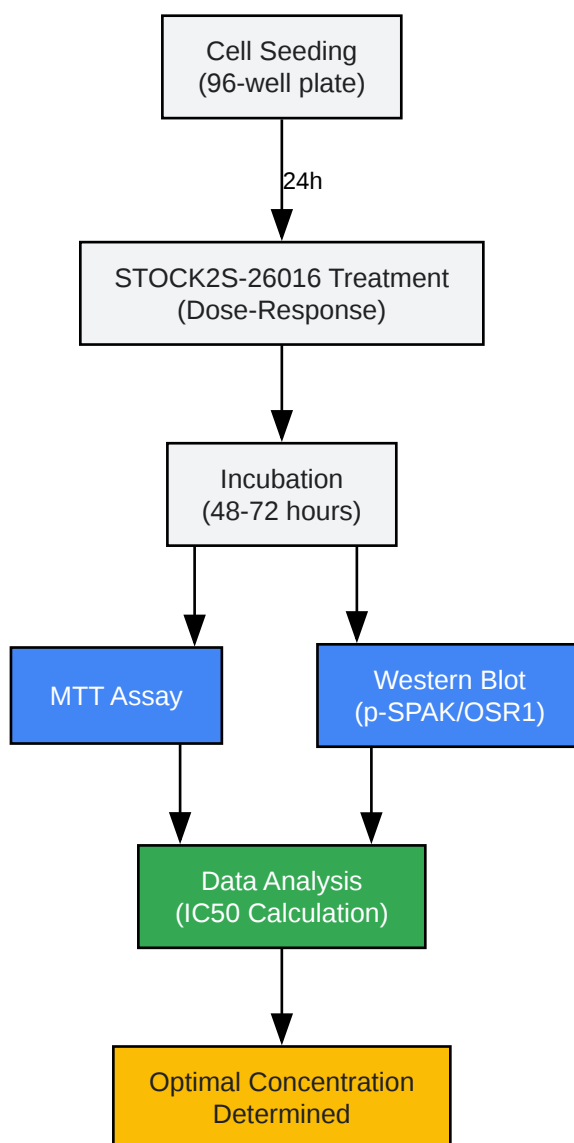 Cell Seeding
(96-well plate)
24h
STOCK2S-26016 Treatment
(Dose-Response)
Incubation
(48-72 hours)
MTT Assay
Western Blot
(p-SPAK/OSR1)
Data Analysis
(IC50 Calculation)
Optimal Concentration
Determined